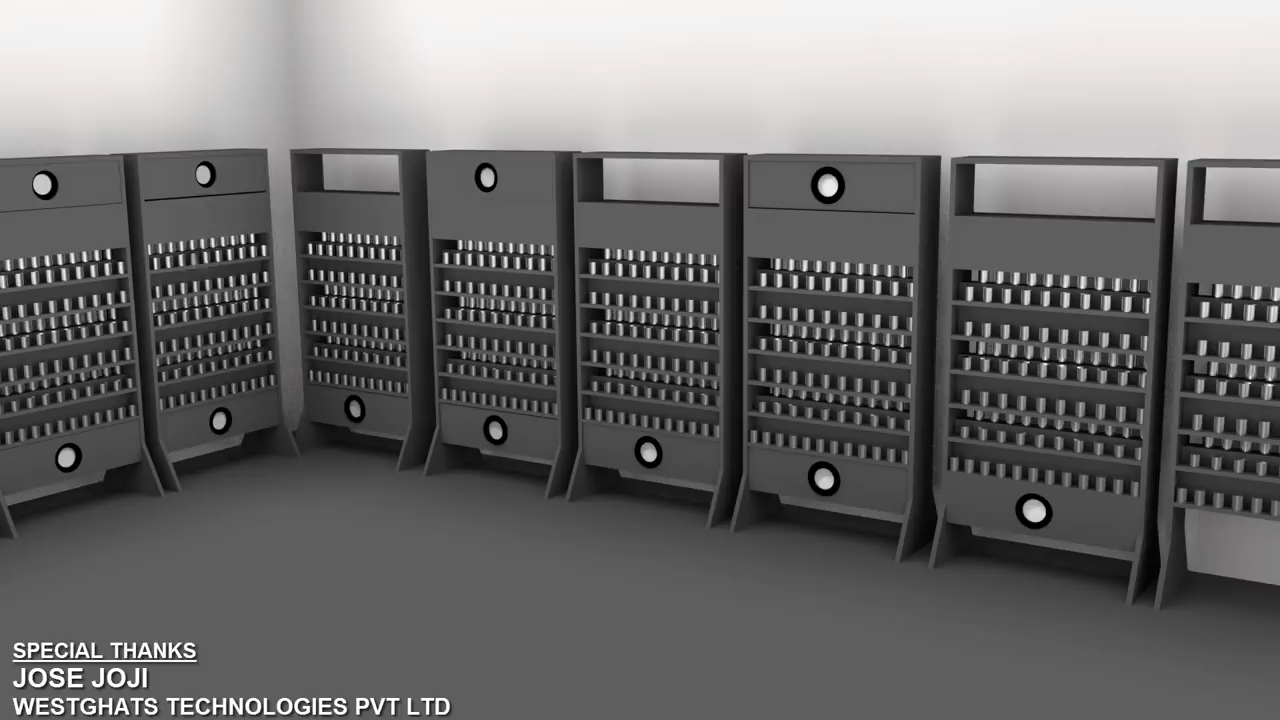 SPECIAL THANKS
JOSE JOJI
WESTGHATS TECHNOLOGIES PVT LTD